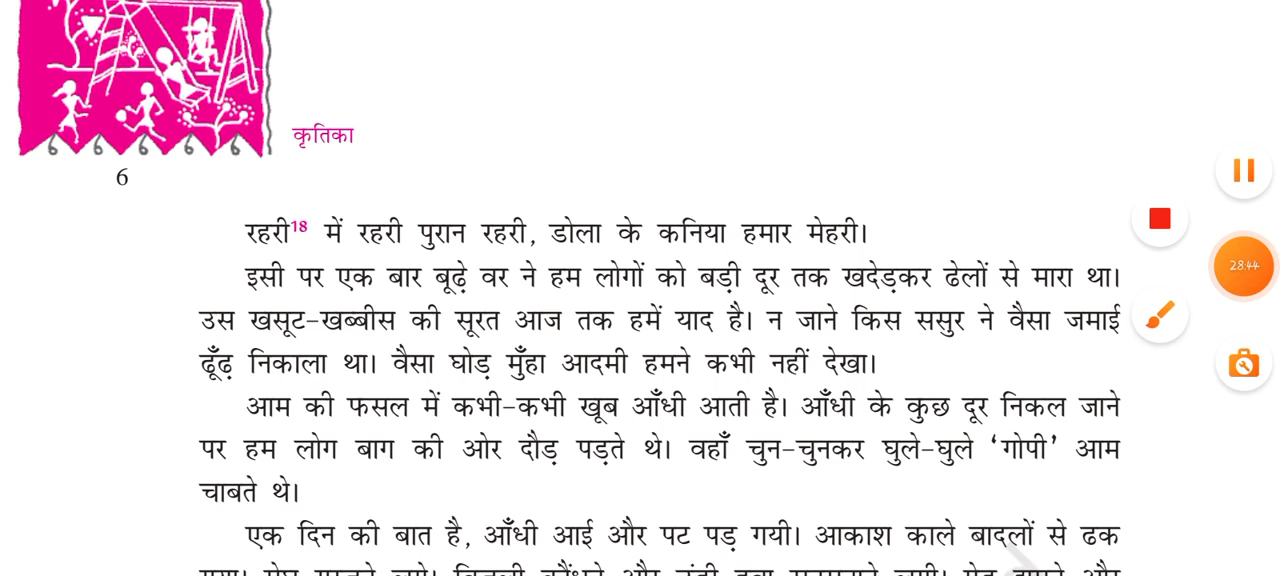 कृतिका
6
रहरी18 में रहरी पुरान रहरी, डोला के कनिया हमार मेहरी।
इसी पर एक बार बूढ़े वर ने हम लोगों को बड़ी दूर तक खदेड़कर ढेलों से मारा था।
उस खसूट-खब्बीस की सूरत आज तक हमें याद है। न जाने किस ससुर ने वैसा जमाई
ढूँढ़ निकाला था। वैसा घोड़ मुँहा आदमी हमने कभी नहीं देखा।
आम की फसल में कभी-कभी खूब आँधी आती है। आँधी के कुछ दूर निकल जाने
पर हम लोग बाग की ओर दौड़ पड़ते थे। वहाँ चुन-चुनकर घुले-घुले ‘गोपी’ आम
चाबते थे।
एक दिन की बात है, आँधी आई और पट पड़ गयी। आकाश काले बादलों से ढक
28:44